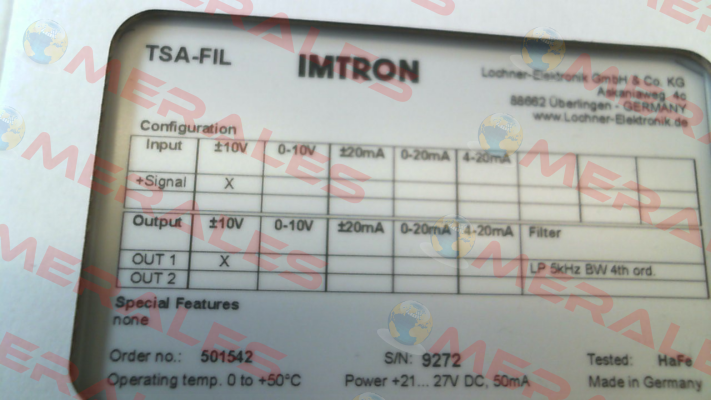 TSA-FIL
IMTRON
Lochner-Elektronik GmbH & Co. KG
Askaniaweg 4c
88662 Überlingen - GERMANY
www.Lochner-Elektronik.de
Configuration
Input ±10V 0-10V ±20mA 0-20mA 4-20mA
+Signal X
Output ±10V 0-10V ±20mA 0-20mA 4-20mA Filter
OUT 1 X LP 5kHz BW 4th ord.
OUT 2
Special Features
none
Order no.: 501542 S/N: 9272 Tested: HaFe
Operating temp. 0 to +50°C Power +21... 27V DC, 50mA Made in Germany
MERALES
MERALES
MERALES
MERALES
MERALES